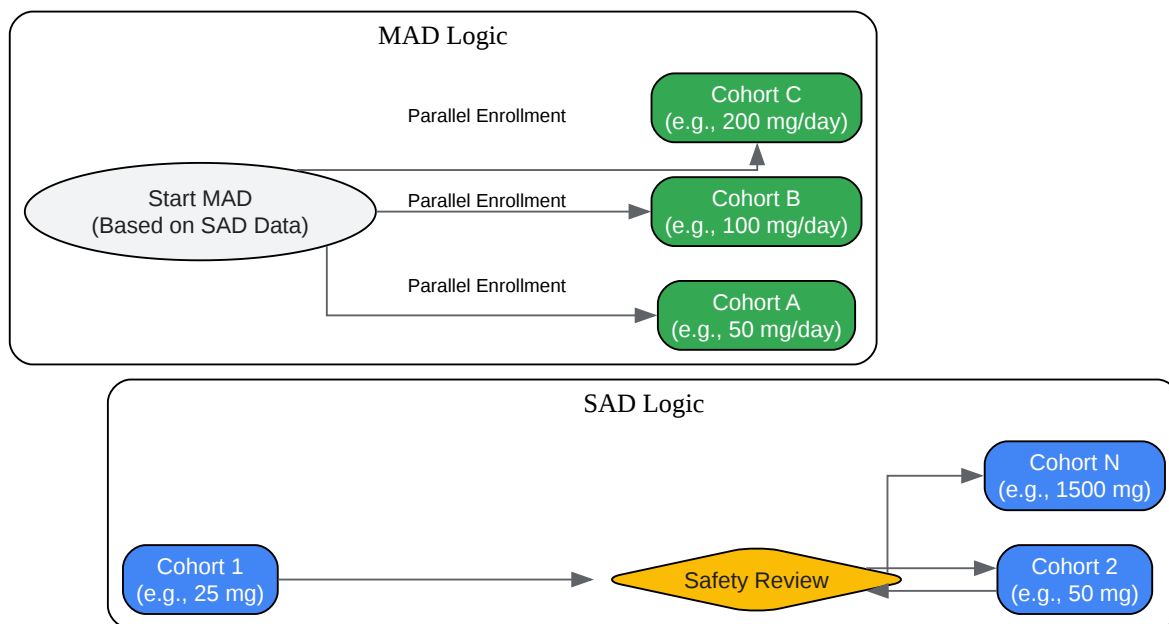 MAD Logic
Parallel Enrollment
Cohort C
(e.g., 200 mg/day)
Start MAD
(Based on SAD Data)
Parallel Enrollment
Cohort B
(e.g., 100 mg/day)
Parallel Enrollment
Cohort A
(e.g., 50 mg/day)
SAD Logic
Cohort N
(e.g., 1500 mg)
Cohort 1
(e.g., 25 mg)
Safety Review
Cohort 2
(e.g., 50 mg)